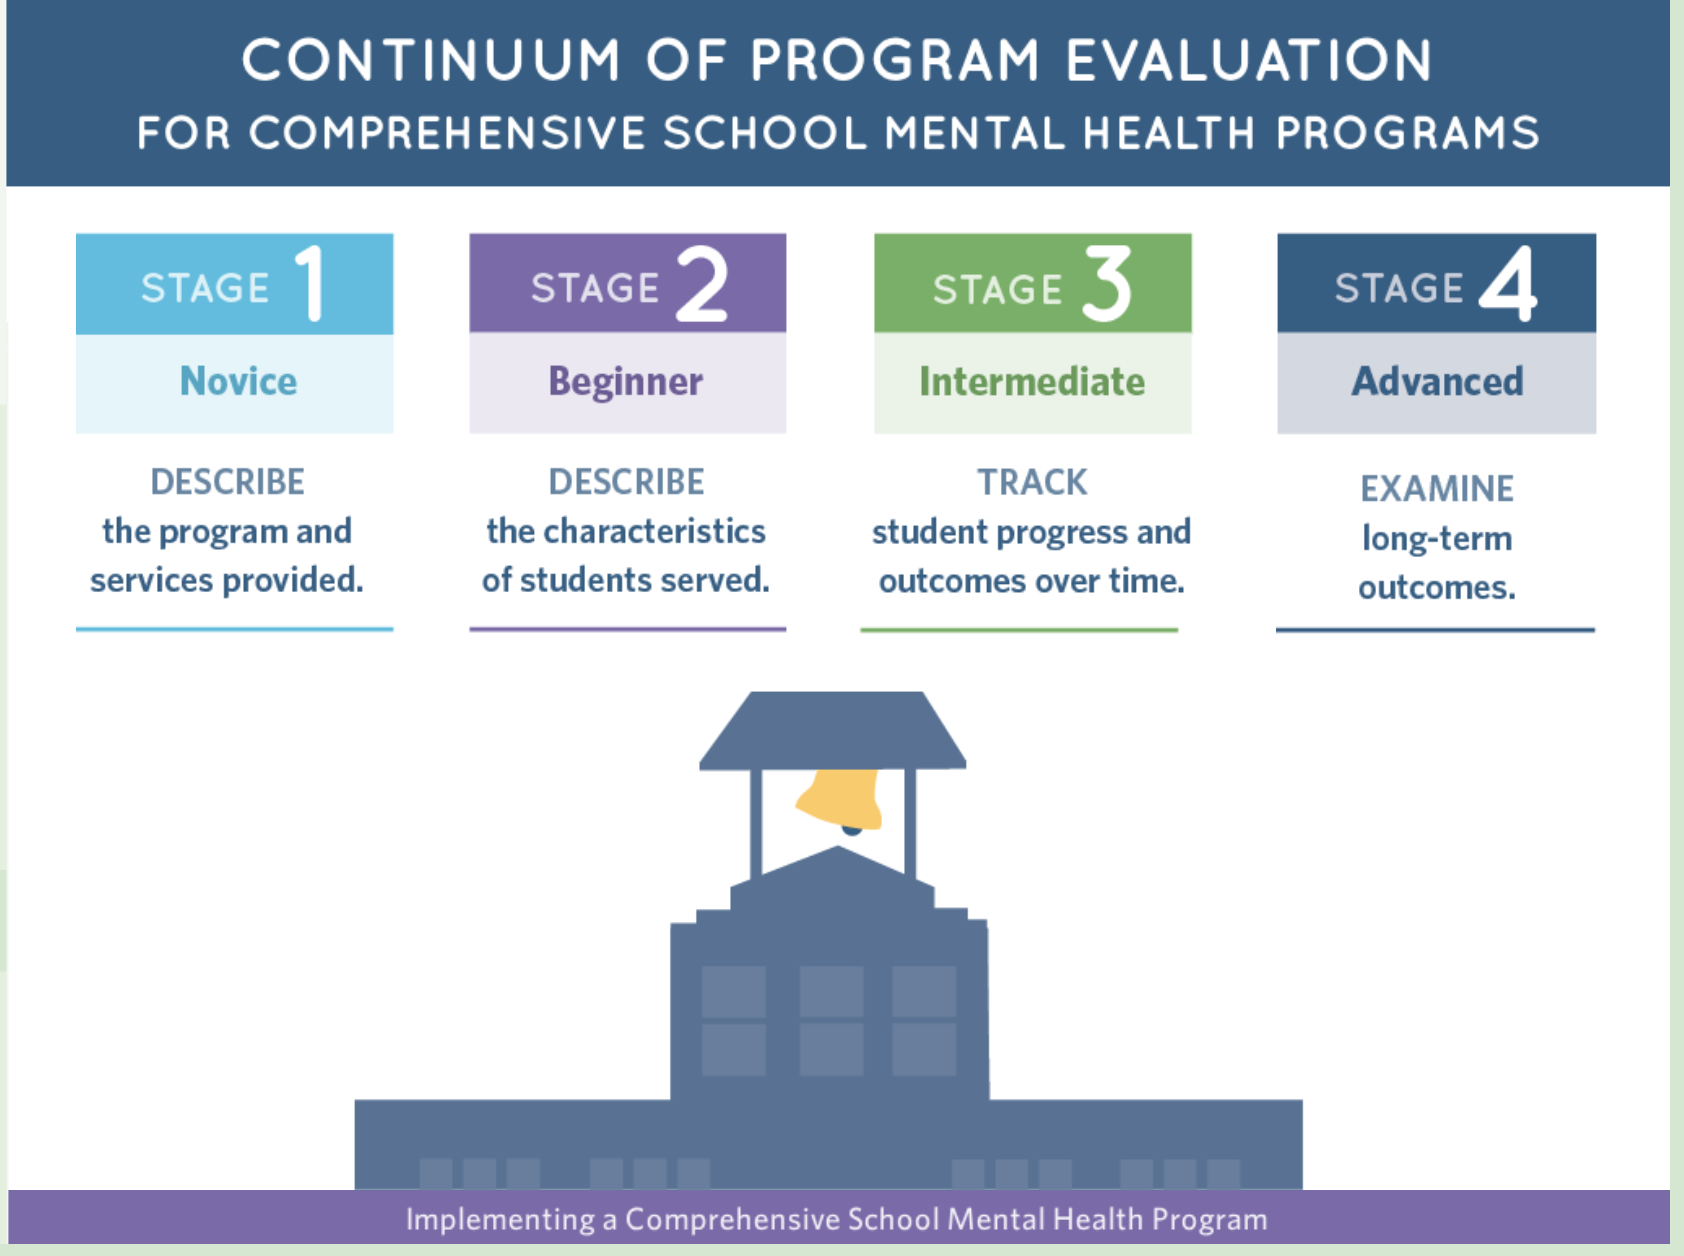 CONTINUUM OF PROGRAM EVALUATION
FOR COMPREHENSIVE SCHOOL MENTAL HEALTH PROGRAMS
STAGE 1
Novice
DESCRIBE
the program and
services provided.
STAGE 2
Beginner
DESCRIBE
the characteristics
of students served.
STAGE 3
Intermediate
TRACK
student progress and
outcomes over time.
STAGE 4
Advanced
EXAMINE
long-term
outcomes.
Implementing a Comprehensive School Mental Health Program